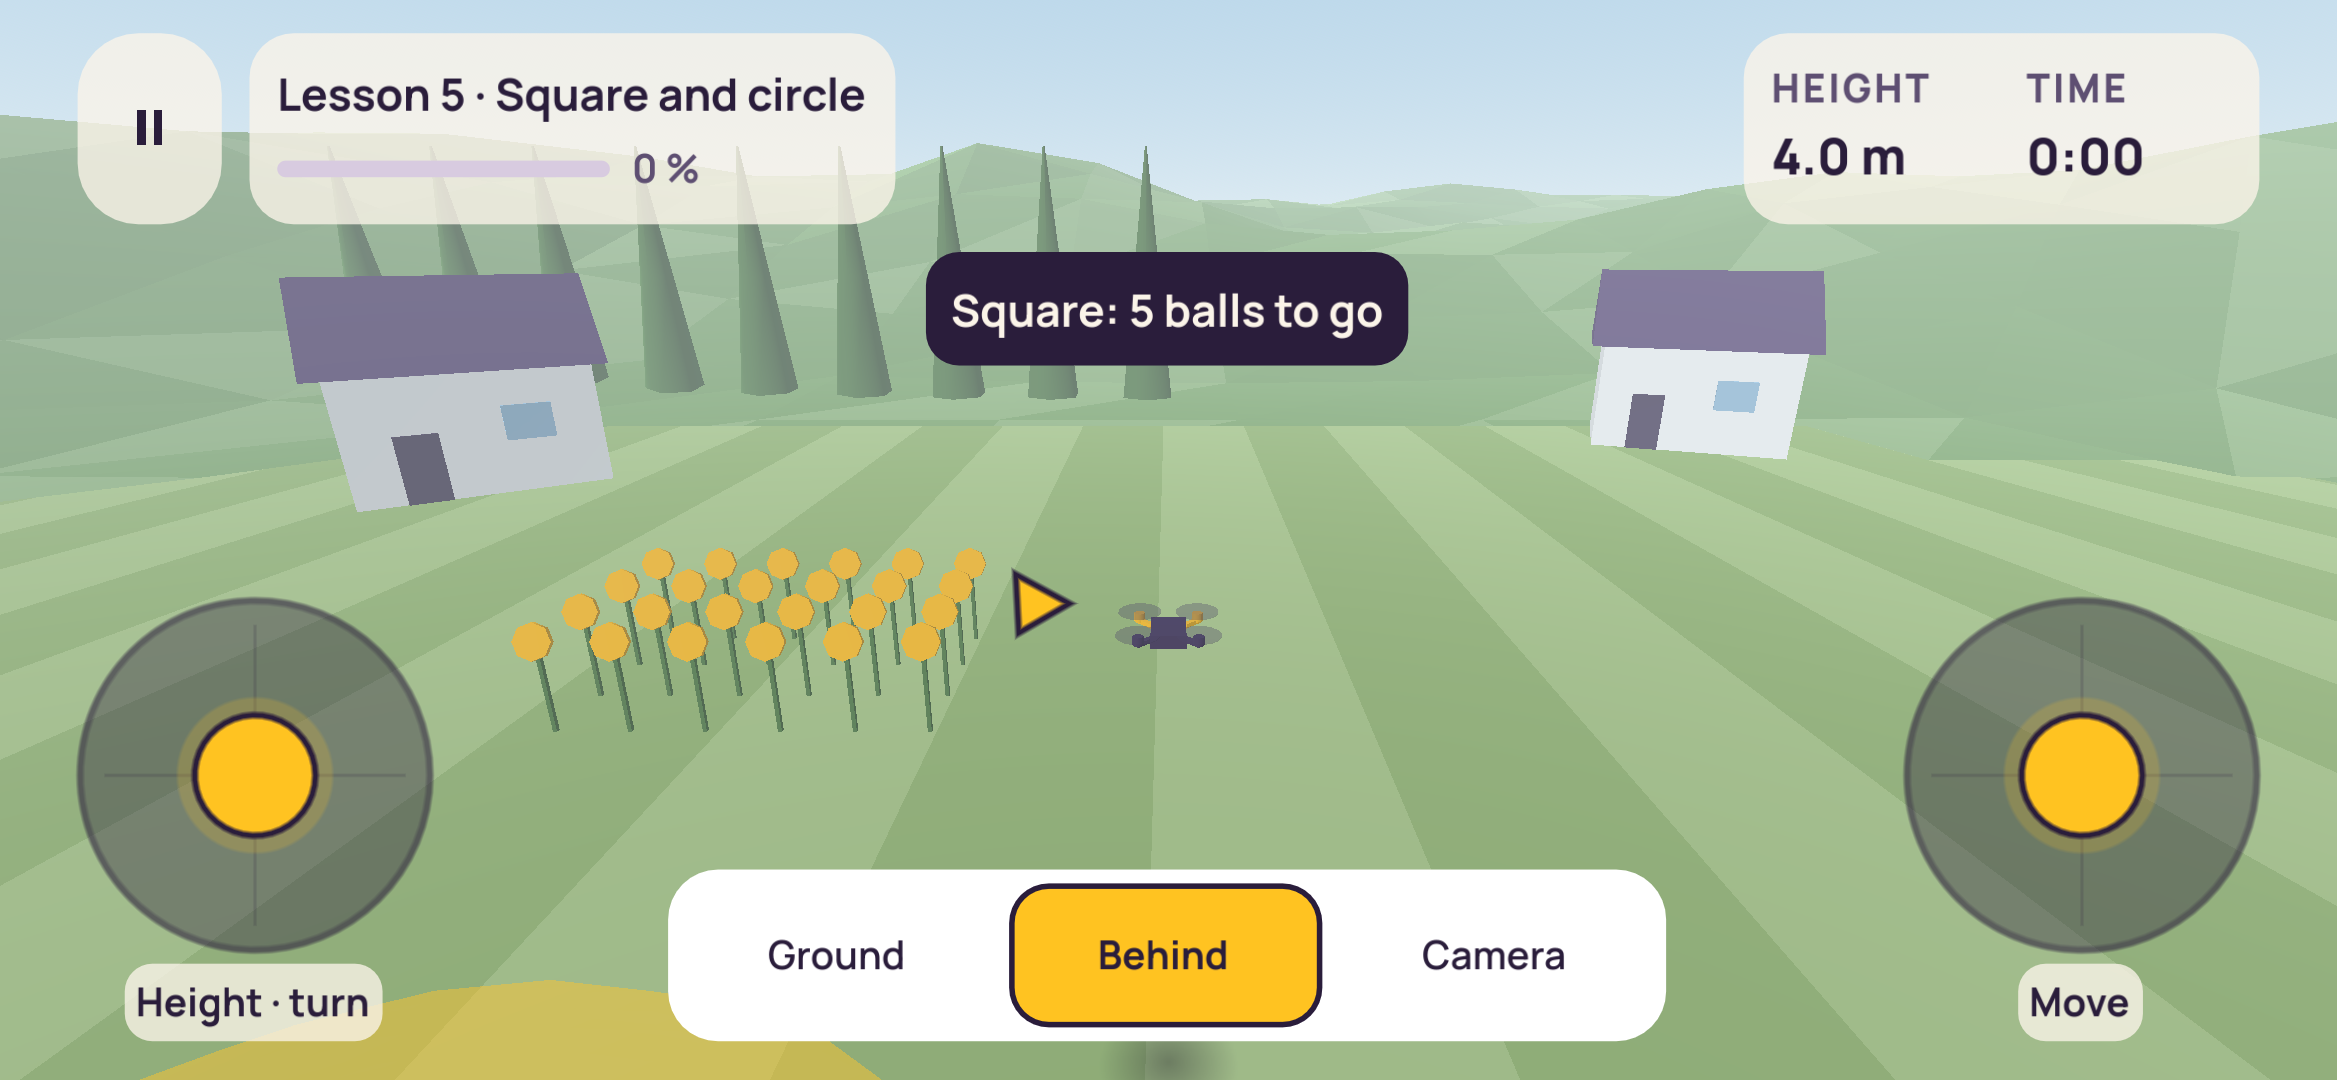 Lesson 5 · Square and circle
0 %
HEIGHT TIME
4.0 m 0:00
Square: 5 balls to go
Height · turn
Ground Behind Camera
Move